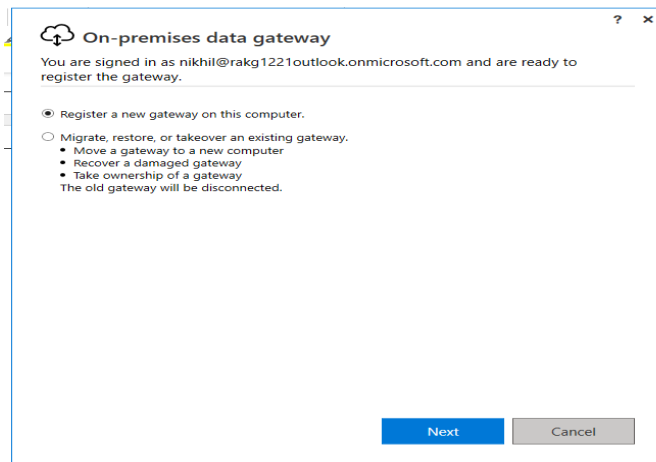 ? ×
On-premises data gateway
You are signed in as nikhil@rakg1221outlook.onmicrosoft.com and are ready to
register the gateway.
Register a new gateway on this computer.
Migrate, restore, or takeover an existing gateway.
• Move a gateway to a new computer
• Recover a damaged gateway
• Take ownership of a gateway
The old gateway will be disconnected.
Next Cancel